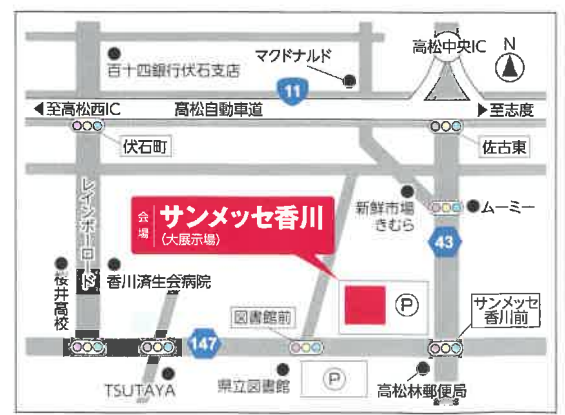 高松中央IC
N
マクドナルド
百十四銀行伏石支店
11
◀至高松西IC
高松自動車道
▶至志度
伏石町
佐古東
レインボーロード
会場
サンメッセ香川
(大展示場)
新鮮市場
きむら
ムーミー
43
桜井高校
香川済生会病院
P
サンメッセ
香川前
図書館前
147
TSUTAYA
県立図書館
P
高松林郵便局